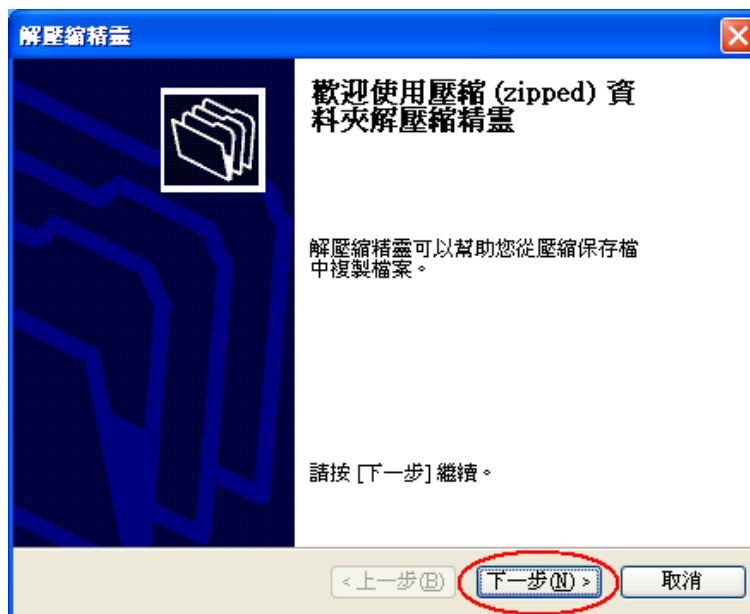 解壓縮精靈
歡迎使用壓縮 (zipped) 資
料夾解壓縮精靈
解壓縮精靈可以幫助您從壓縮保存檔
中複製檔案。
請按 [下一步] 繼續。
<上一步(B) 下一步(N)> 取消